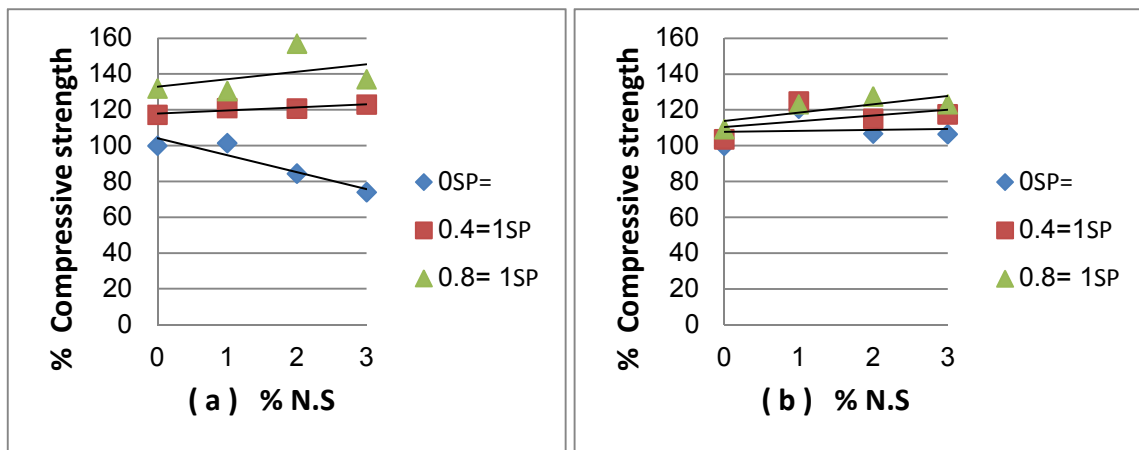 % Compressive strength
160
140
120
100
80
60
40
20
0
0 1 2 3
( a ) % N.S
0SP=
0.4=1SP
0.8= 1SP
% Compressive strength
160
140
120
100
80
60
40
20
0
0 1 2 3
( b ) % N.S
0SP=
0.4=1SP
0.8= 1SP